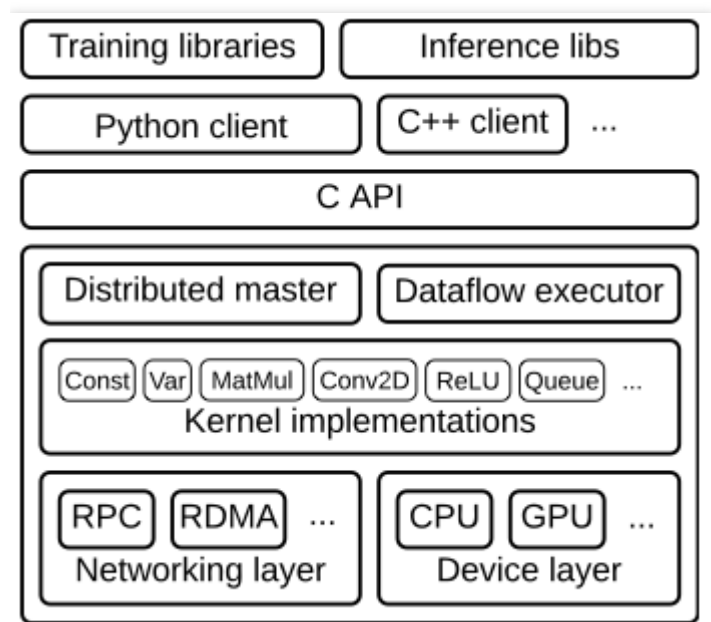 Training libraries Inference libs
Python client C++ client ...
C API
Distributed master Dataflow executor
Const Var MatMul Conv2D ReLU Queue ...
Kernel implementations
RPC RDMA ... CPU GPU ...
Networking layer Device layer